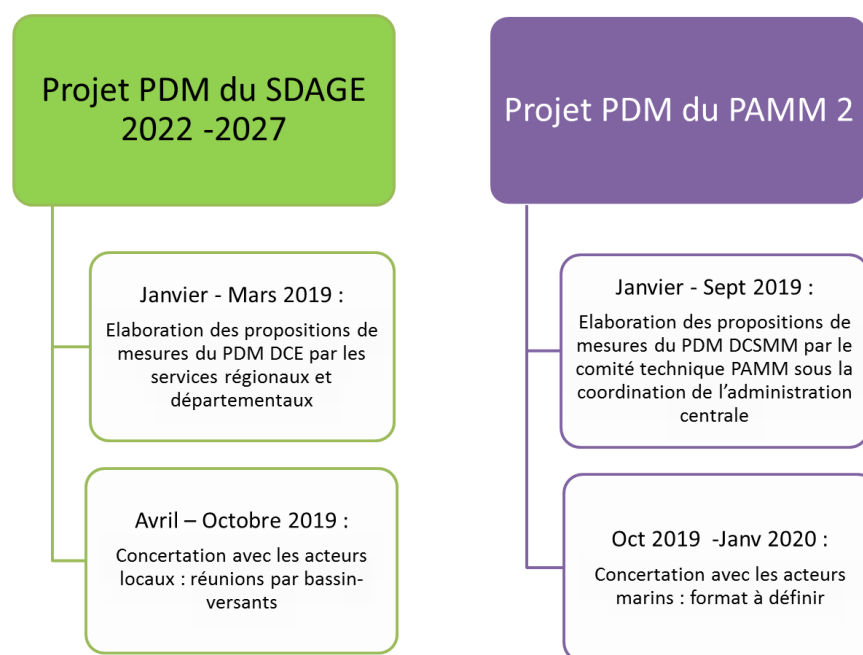 Projet PDM du SDAGE
2022 -2027
Janvier - Mars 2019 :
Elaboration des propositions de
mesures du PDM DCE par les
services régionaux et
départementaux
Avril – Octobre 2019 :
Concertation avec les acteurs
locaux : réunions par bassin-
versants
Projet PDM du PAMM 2
Janvier - Sept 2019 :
Elaboration des propositions de
mesures du PDM DCSMM par le
comité technique PAMM sous la
coordination de l’administration
centrale
Oct 2019 -Janv 2020 :
Concertation avec les acteurs
marins : format à définir